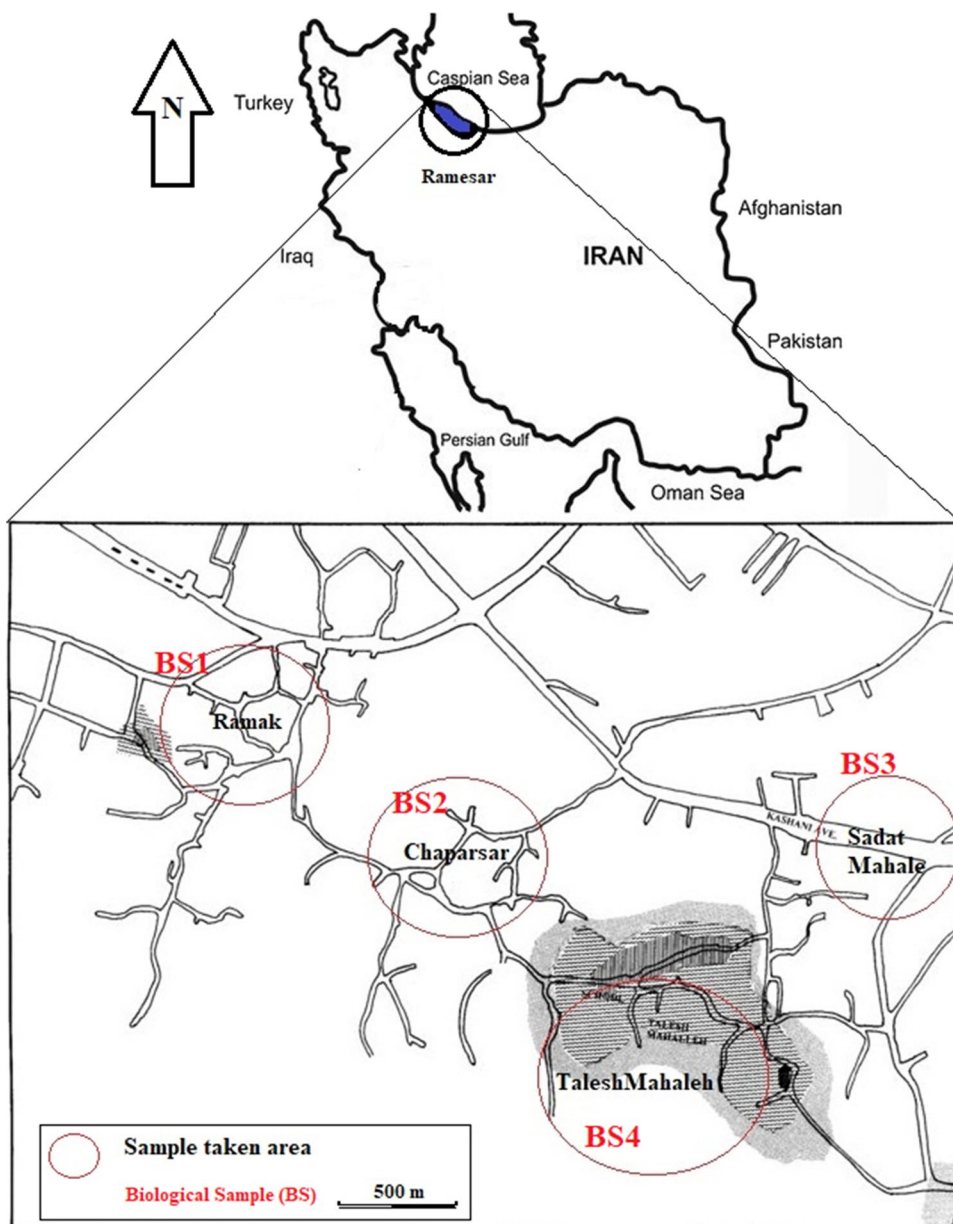 Caspian Sea
Turkey
N
Ramesar
Afghanistan
Iraq
IRAN
Pakistan
Persian Gulf
Oman Sea
BS1
Ramak
BS2
Chaparsar
BS3
KASHANI AVE.
Sadat
Mahale
SCHOOL
TALESH
MAHALLEH
TaleshMahaleh
BS4
Sample taken area
Biological Sample (BS)
500 m